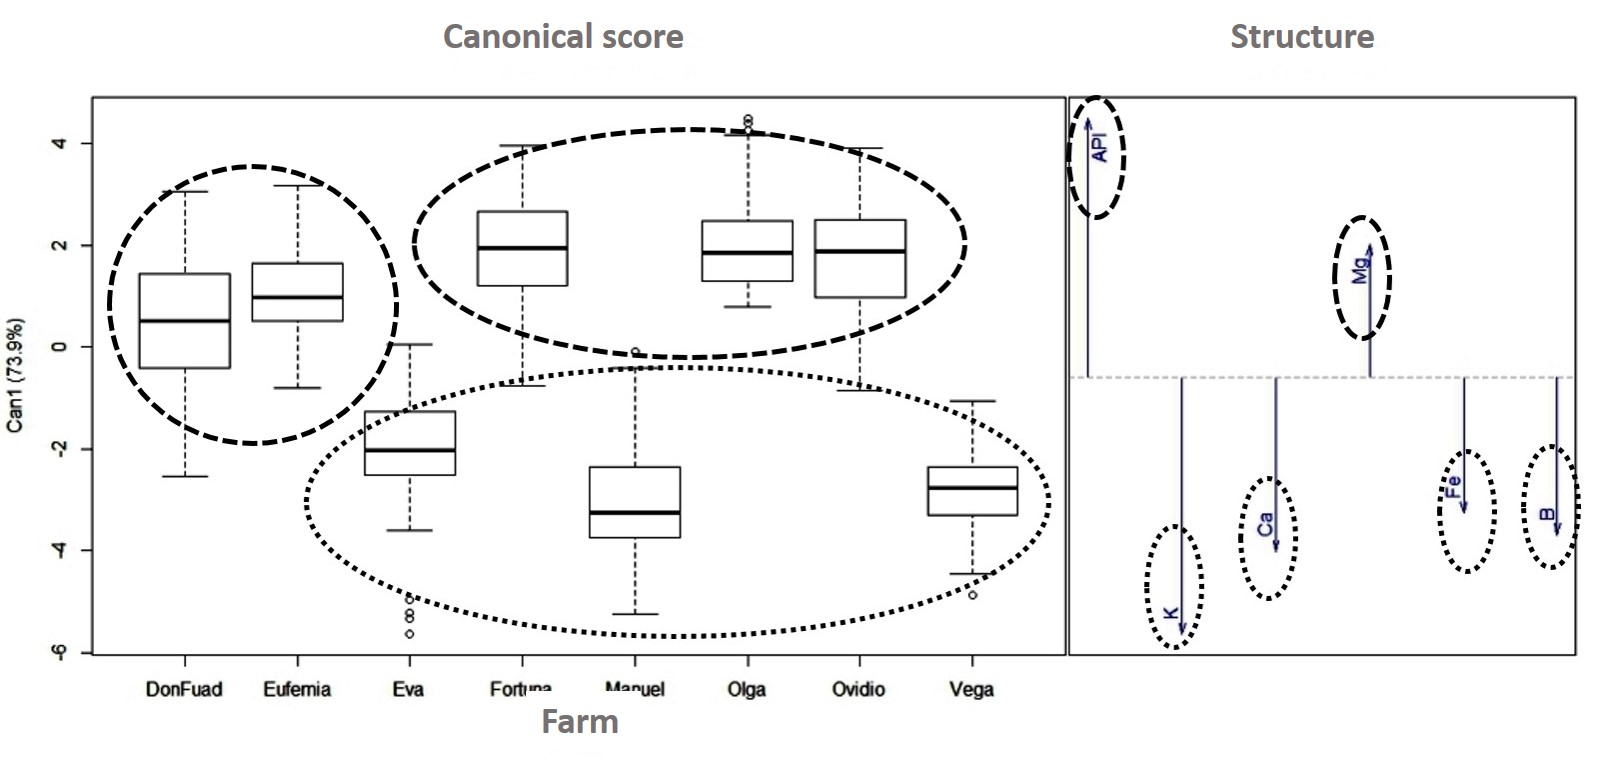 Canonical score
Structure
4
2
0
-2
-4
-6
Can1 (73.9%)
API
Mg
K
Ca
Fe
B
DonFuad Eufemia Eva Fortuna Manuel Olga Ovidio Vega
Farm